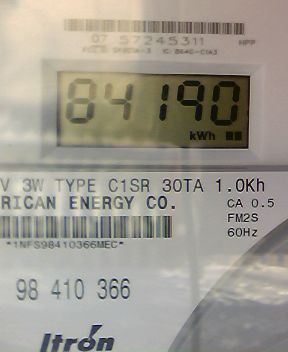 07 57245311 HPP
84190
kWh
V 3W TYPE C1SR 30TA 1.0Kh
RICAN ENERGY CO. CA 0.5
FM2S
60Hz
*1NFS98410366MEC*
98 410 366
Itron